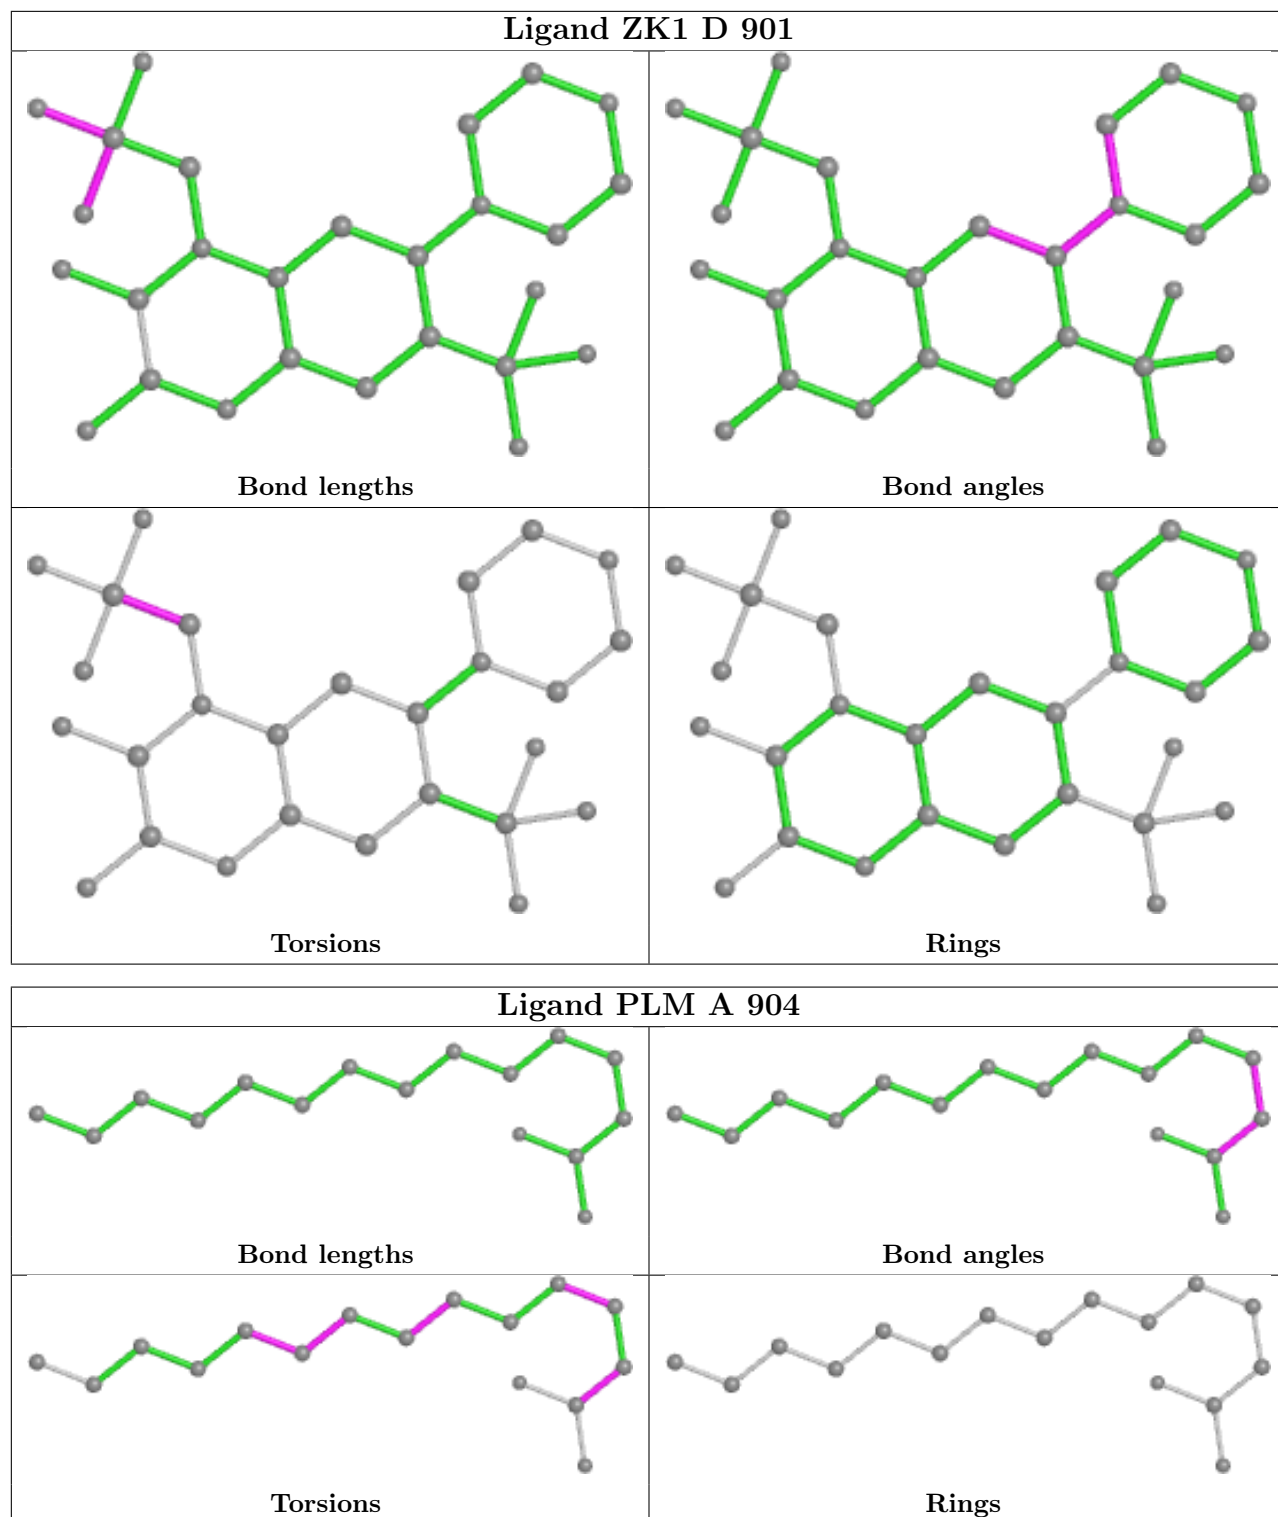 Ligand ZK1 D 901
Bond lengths
Bond angles
Torsions
Rings
Ligand PLM A 904
Bond lengths
Bond angles
Torsions
Rings